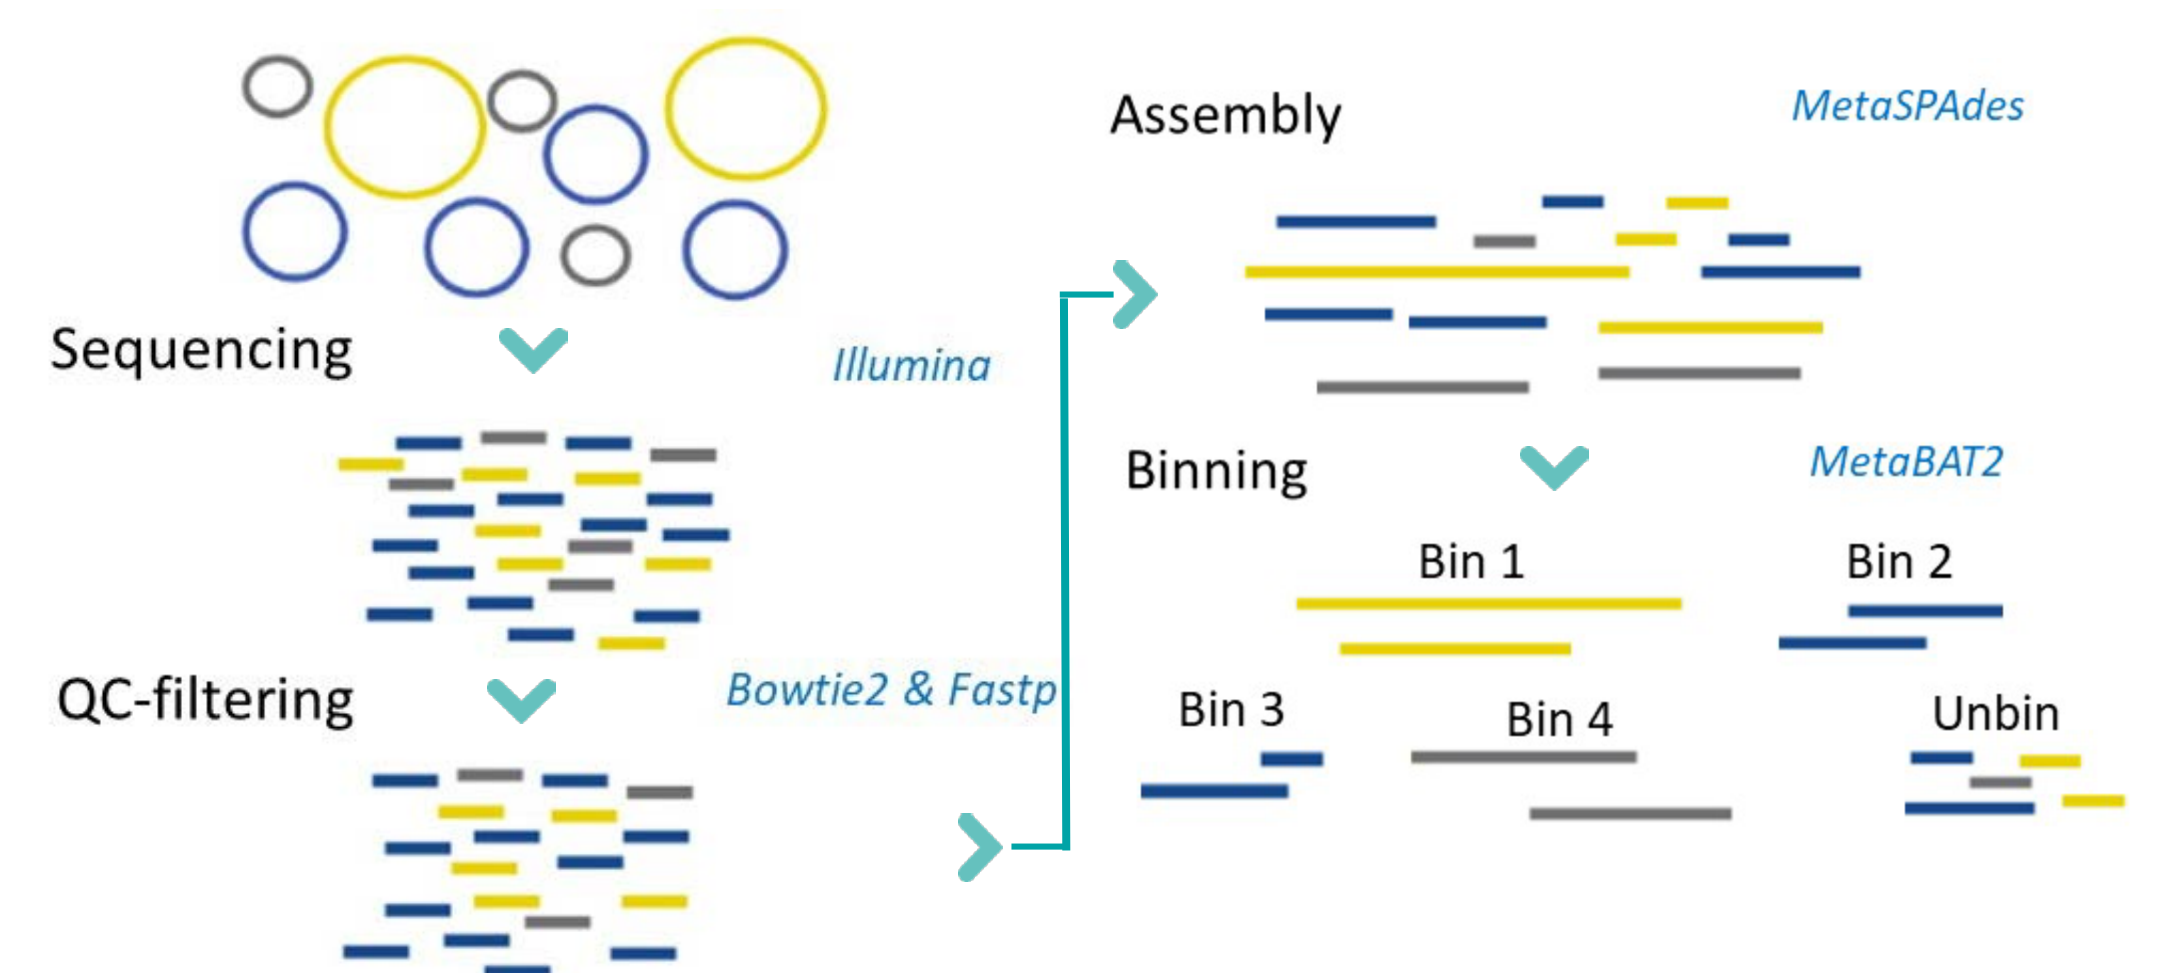 Sequencing
Illumina
QC-filtering
Bowtie2 & Fastp
Assembly
MetaSPAdes
Binning
MetaBAT2
Bin 1
Bin 2
Bin 3
Bin 4
Unbin